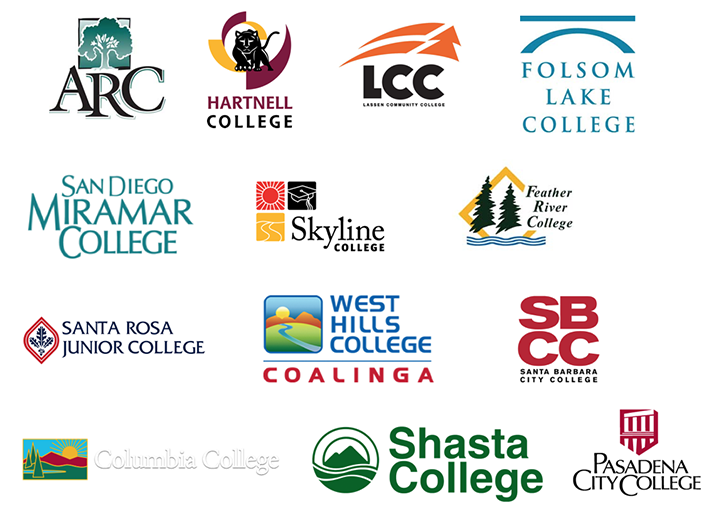 ARC
HARTNELL
COLLEGE
LCC
LASSEN COMMUNITY COLLEGE
FOLSOM
LAKE
COLLEGE
SAN DIEGO
MIRAMAR
COLLEGE
Skyline
COLLEGE
Feather
River
College
SANTA ROSA
JUNIOR COLLEGE
WEST
HILLS
COLLEGE
COALINGA
SB
CC
SANTA BARBARA
CITY COLLEGE
Columbia College
Shasta
College
PASADENA
CITY COLLEGE